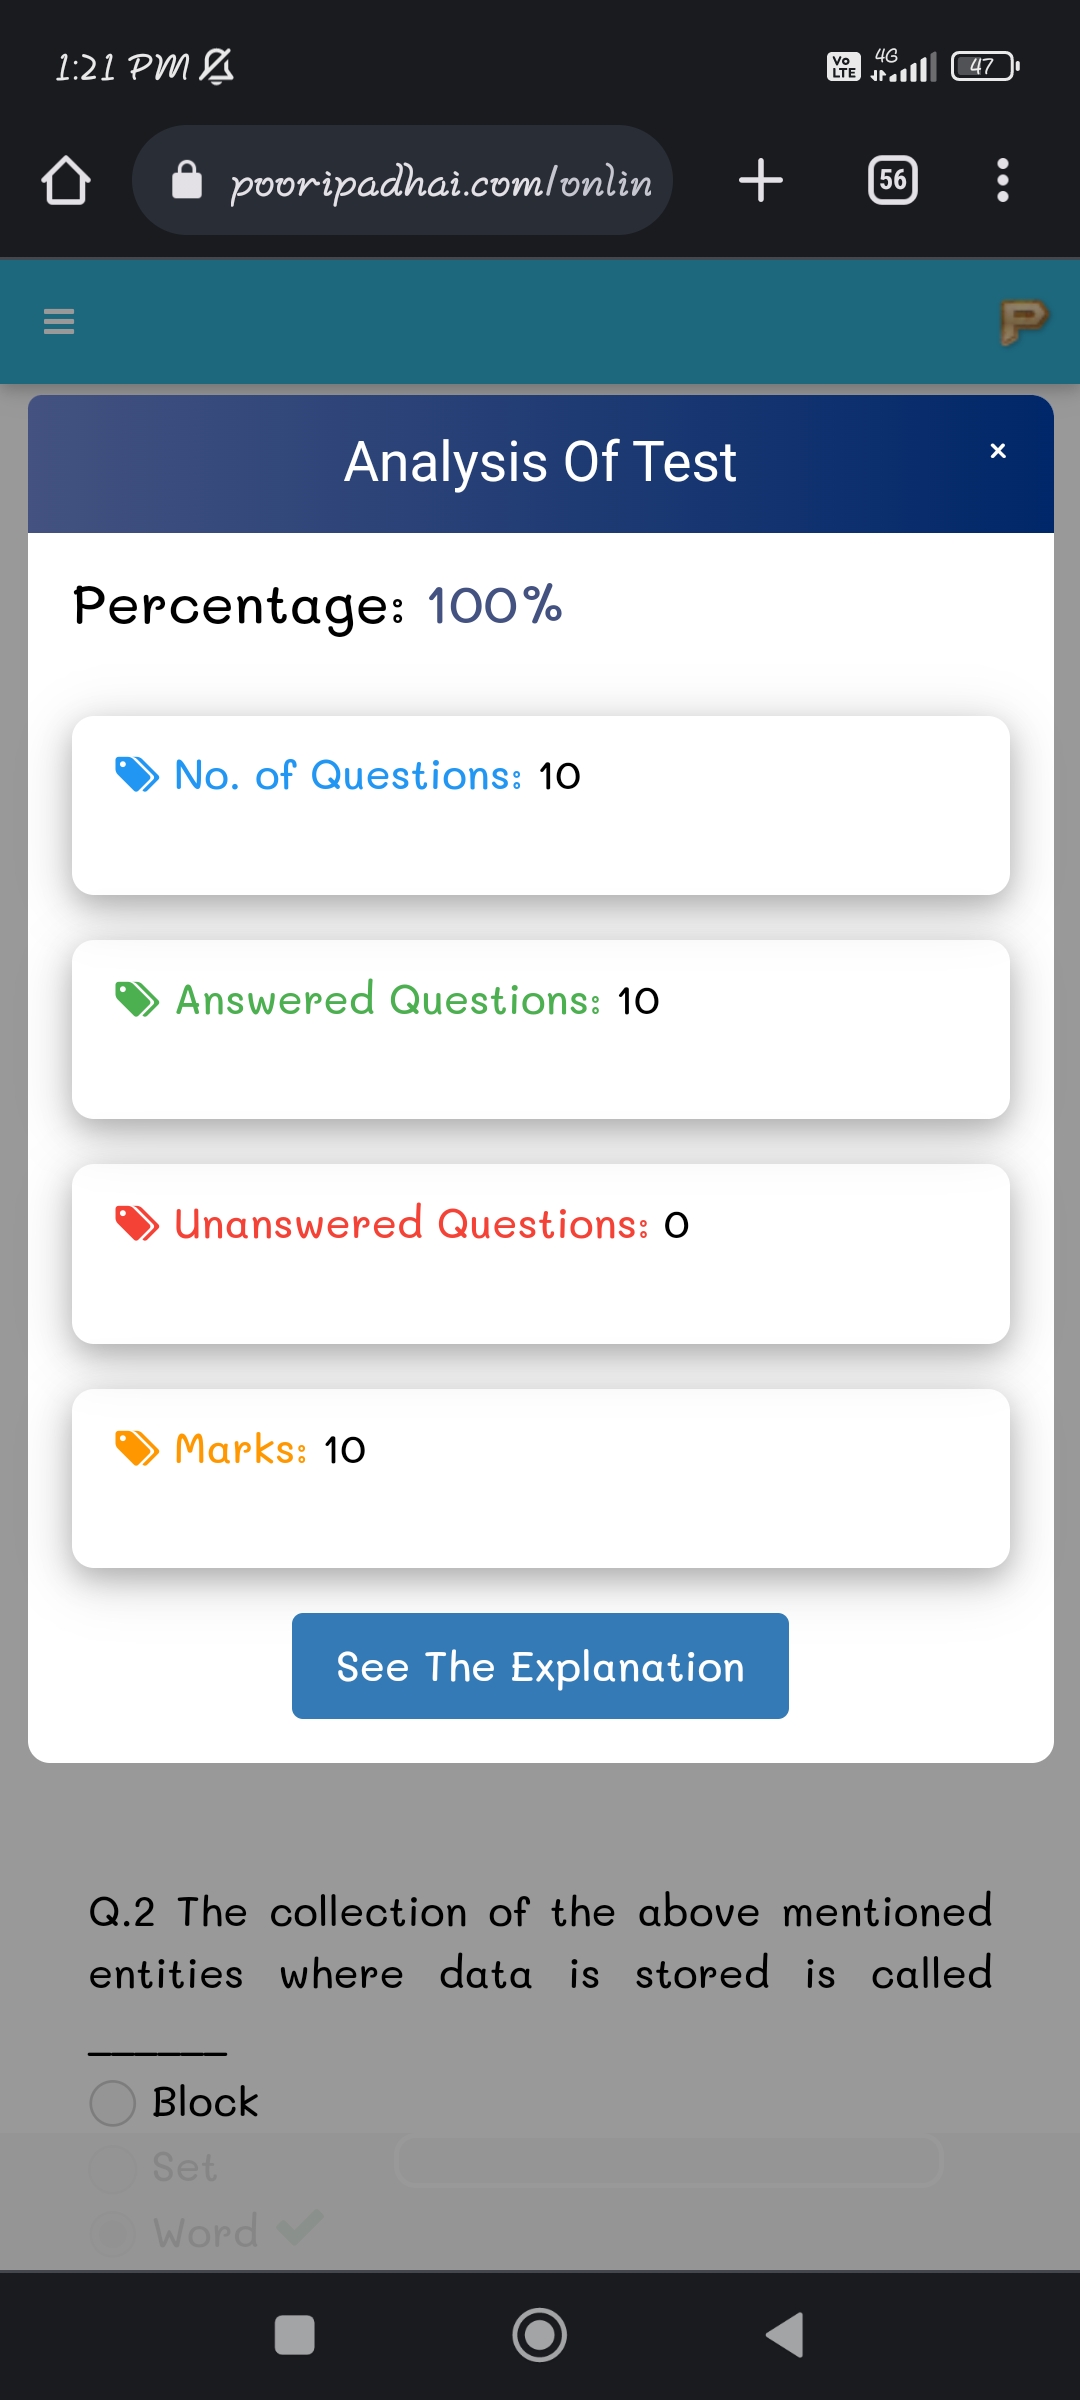 1:21 PM
Vo LTE 4G 47
pooripadhai.com/onlin
56
Analysis Of Test
×
Percentage: 100%
No. of Questions: 10
Answered Questions: 10
Unanswered Questions: 0
Marks: 10
See The Explanation
Q.2 The collection of the above mentioned
entities where data is stored is called
______
Block
Set
Word